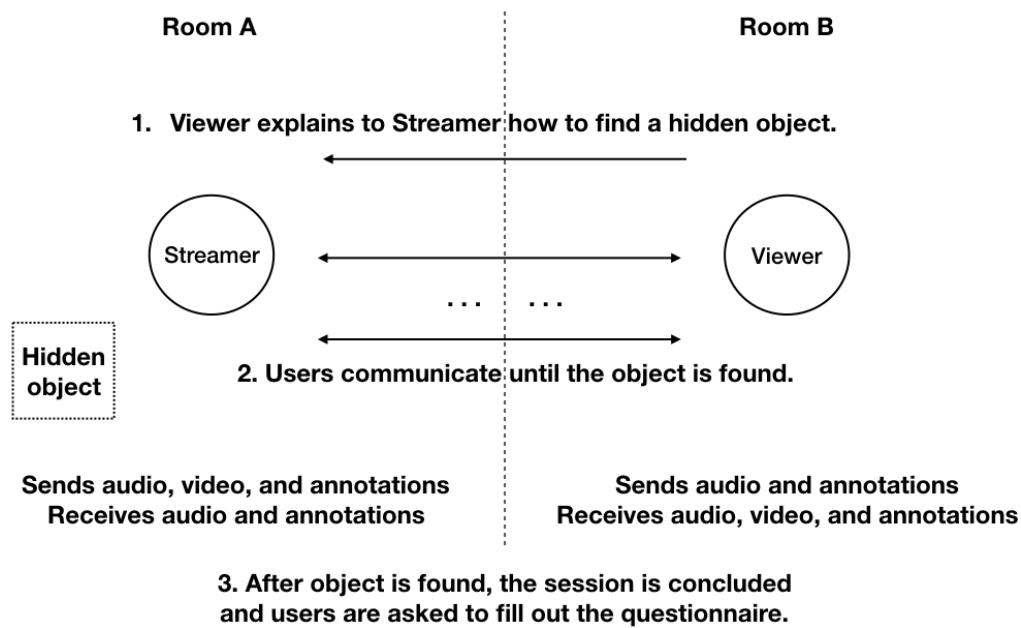 Room A
Room B
1. Viewer explains to Streamer how to find a hidden object.
Streamer
Viewer
... ...
Hidden
object
2. Users communicate until the object is found.
Sends audio, video, and annotations
Receives audio and annotations
Sends audio and annotations
Receives audio, video, and annotations
3. After object is found, the session is concluded
and users are asked to fill out the questionnaire.